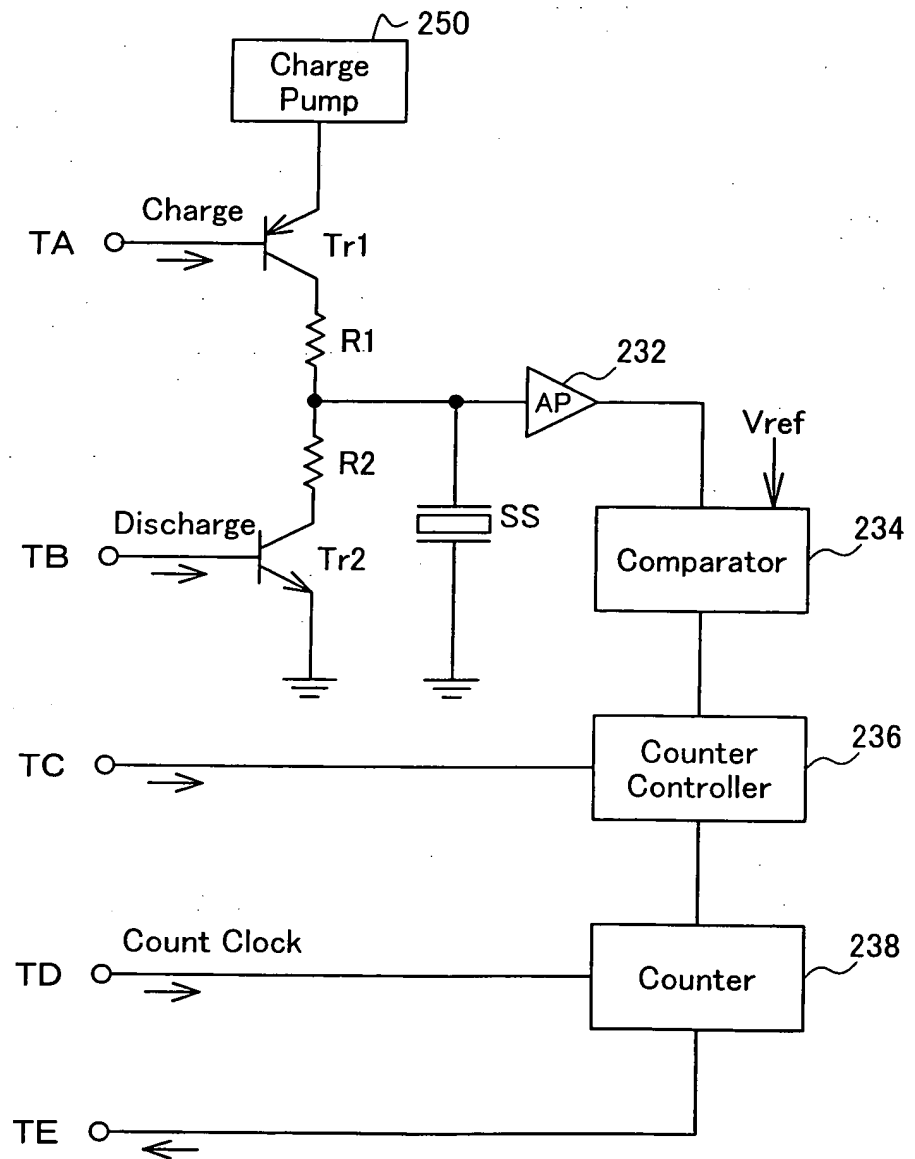 250
Charge
Pump
Charge
TA
Tr1
R1
232
AP
Vref
R2
SS
Discharge
TB
Tr2
234
Comparator
236
TC
Counter
Controller
Count Clock
238
TD
Counter
TE